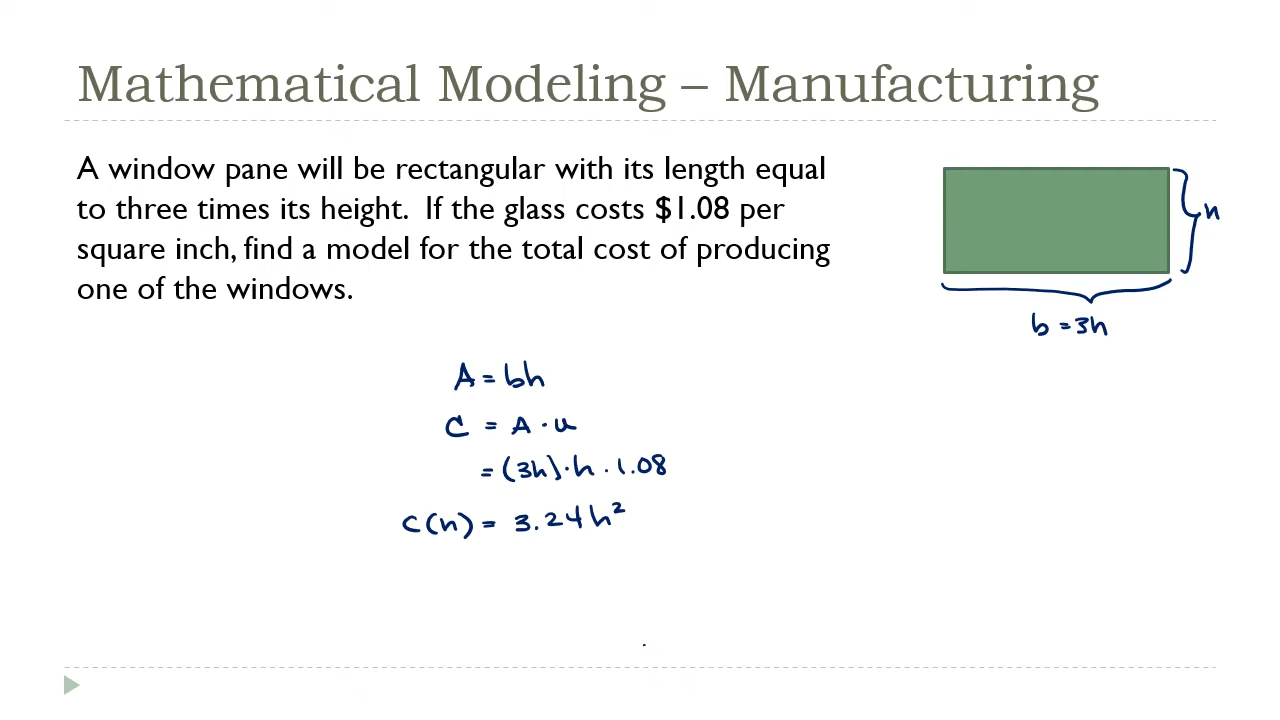 Mathematical Modeling – Manufacturing
A window pane will be rectangular with its length equal
to three times its height. If the glass costs $1.08 per
square inch, find a model for the total cost of producing
one of the windows.
h
b = 3h
A = bh
C = A · u
= (3h) · h · 1.08
C(h) = 3.24h²